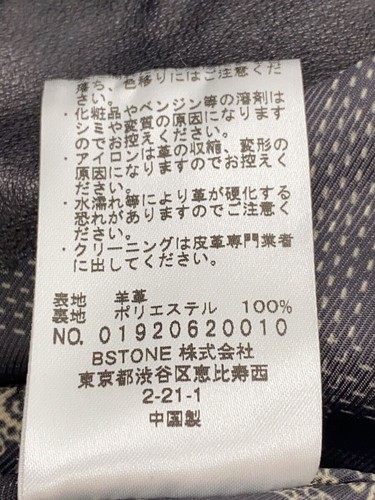 落ち、色移りにはご注意くだ
さい。
・化粧品やベンジン等の溶剤は
シミや変質の原因になります
のでお控えください。
・アイロンは革の収縮、変形の
原因になりますのでお控えく
ださい。
・水濡れ等により革が硬化する
恐れがありますのでご注意く
ださい。
・クリーニングは皮革専門業者
に出してください。
表地 羊革
裏地 ポリエステル 100%
NO. 01920620010
BSTONE 株式会社
東京都渋谷区恵比寿西
2-21-1
中国製